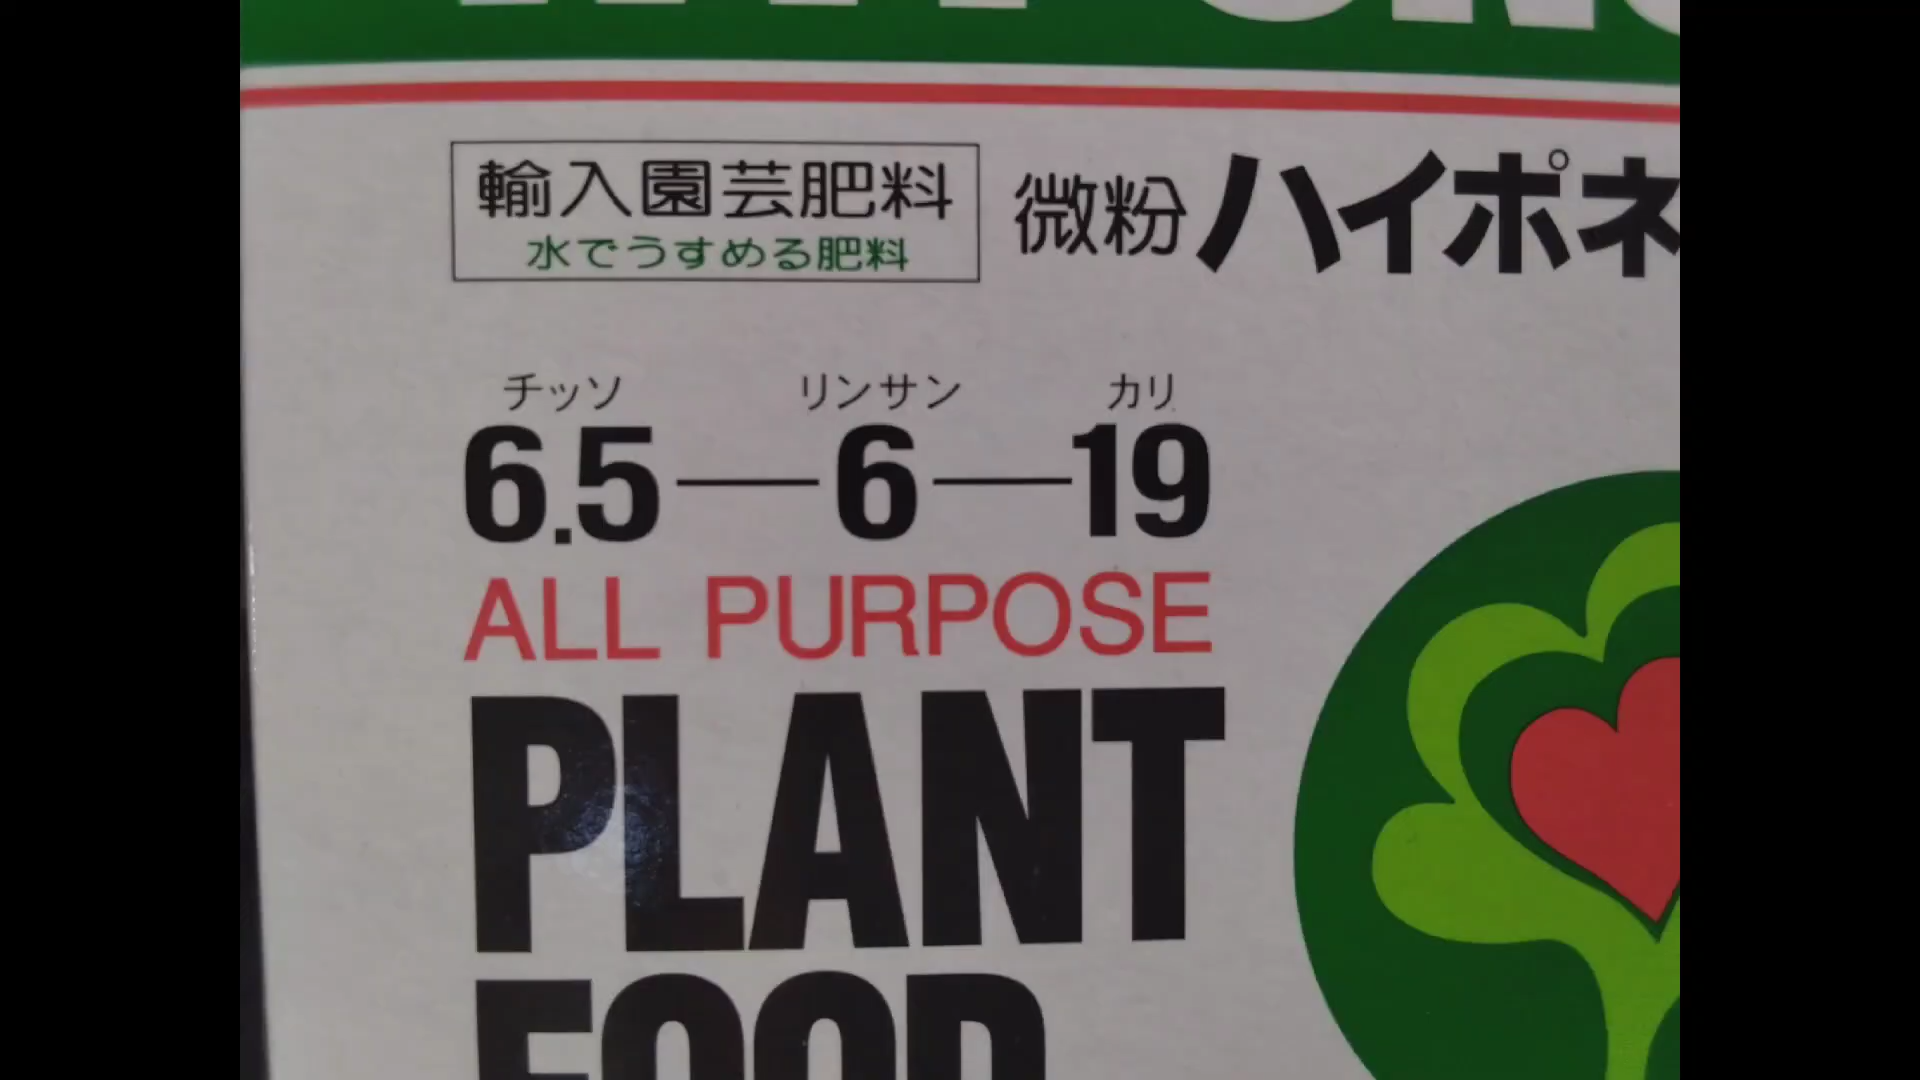 輸入園芸肥料
水でうすめる肥料
微粉ハイポネ
チッソ リンサン カリ
6.5—6—19
ALL PURPOSE
PLANT
FOOD